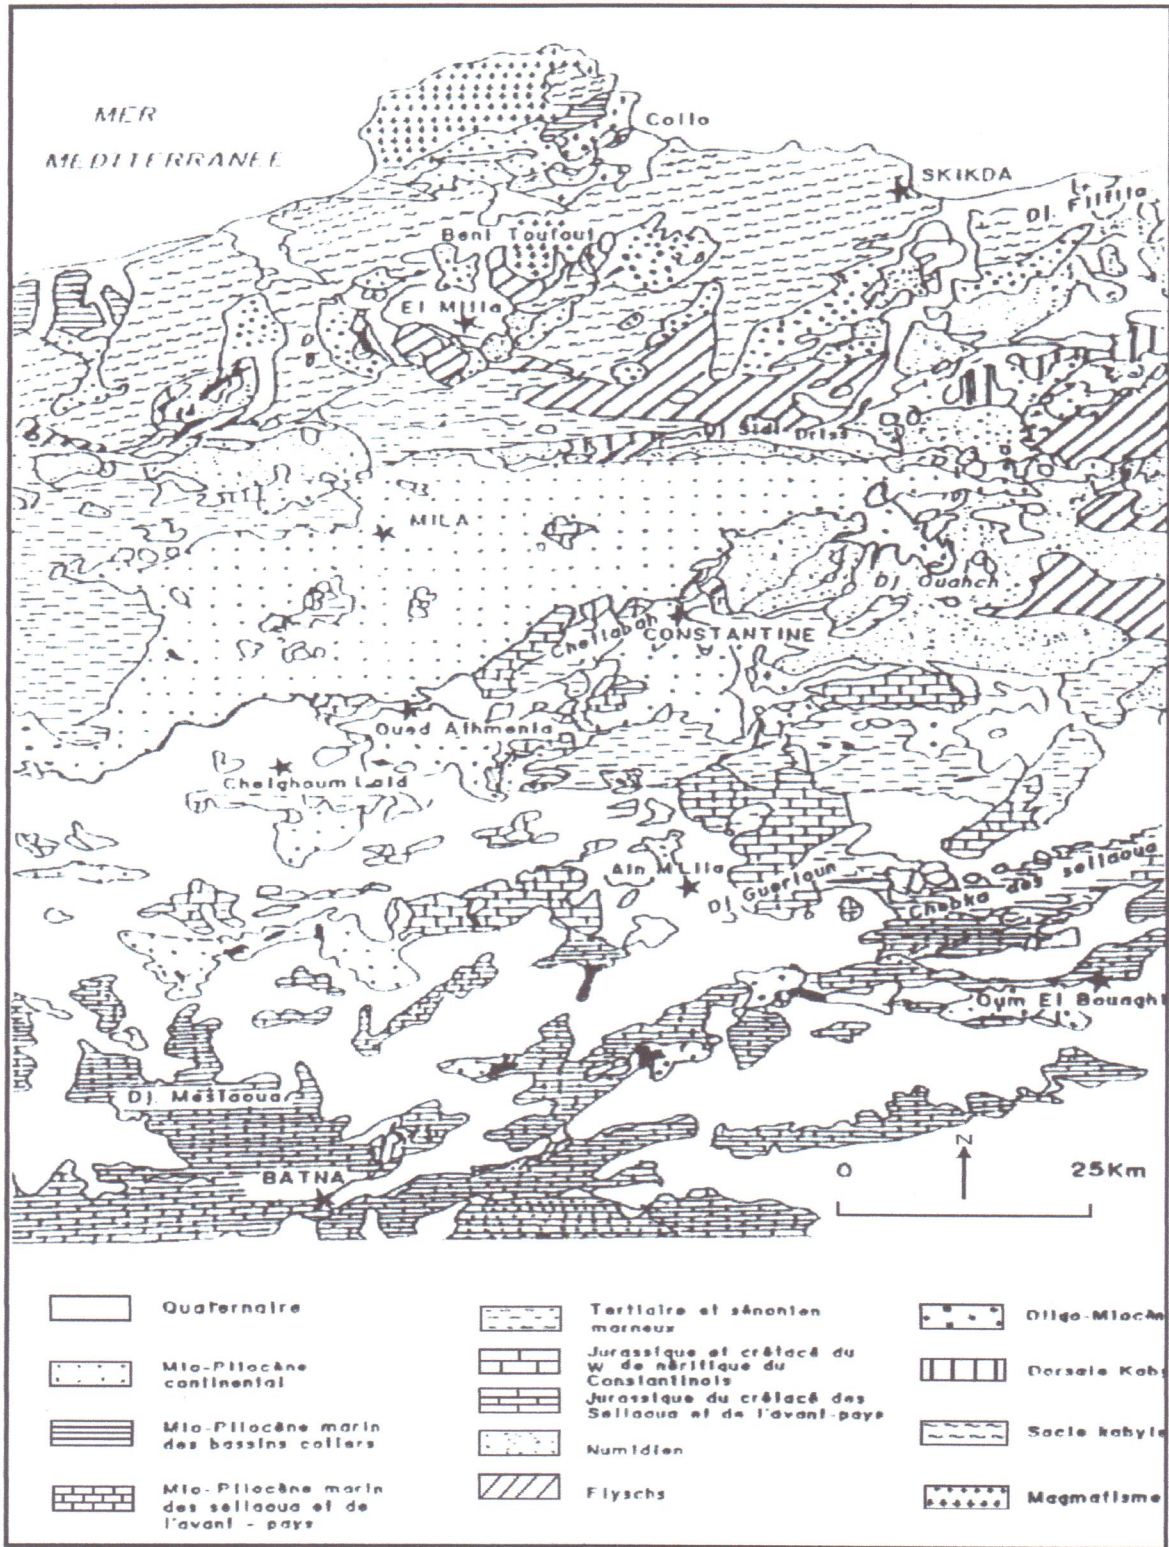 MER
MEDITERRANEE
Collo
SKIKDA
Dj. Filfila
Beni Toufout
El Milia
Dj Sidi Driss
MILA
Dj Ouahch
Chettabah
CONSTANTINE
Oued Athmenia
Chelghoum Laid
Ain M'Lila
Dj Guerioun
Chebka des sellaoua
Oum El Bouaghi
Dj. Mestaoua
BATNA
N
0 25Km
Quaternaire
Mio-Pliocène
continental
Mio-Pliocène marin
des bassins cotiers
Mio-Pliocène marin
des sellaoua et de
l'avant - pays
Tertiaire et sénonien
marneux
Jurassique et crétacé du
W de néritique du
Constantinois
Jurassique du crétacé des
Sellaoua et de l'avant-pays
Numidien
Flyschs
Oligo-Miocèn
Dorsale Kaby
Socle kabyle
Magmatisme